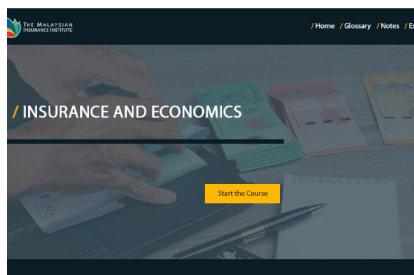 THE MALAYSIAN
INSURANCE INSTITUTE
/ Home / Glossary / Notes / E
/ INSURANCE AND ECONOMICS
Start the Course